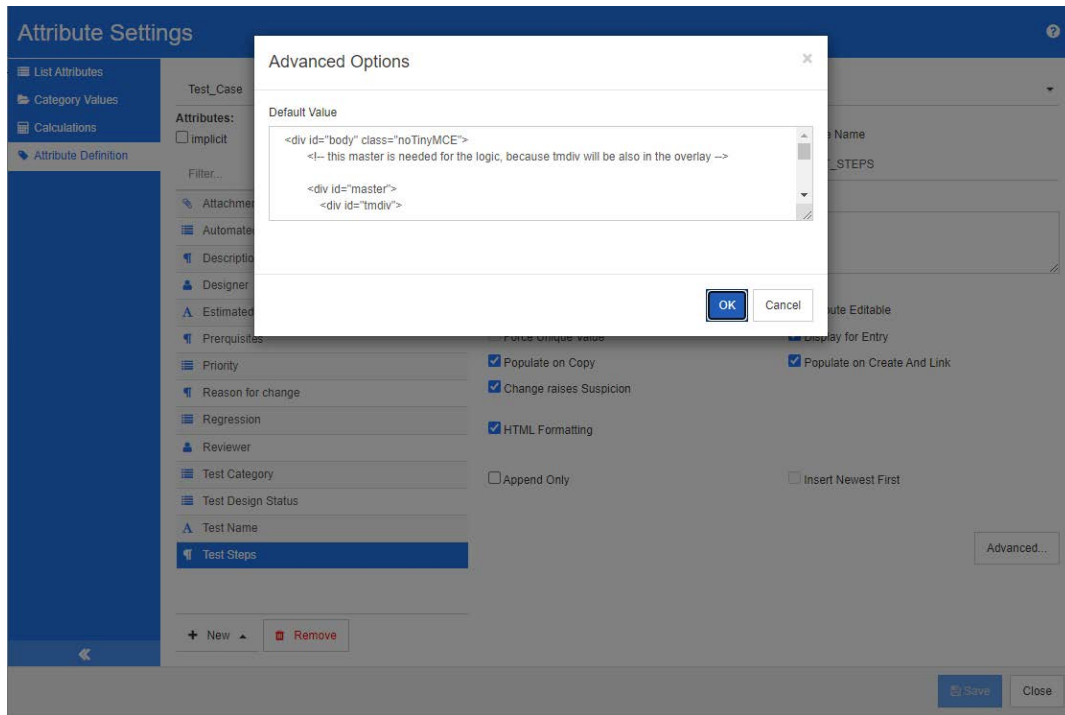 Attribute Settings
List Attributes
Category Values
Calculations
Attribute Definition
Test_Case
Attributes:
implicit
Filter...
Automate
Descriptio
Designer
Estimated
Prerquisites
Priority
Reason for change
Regression
Reviewer
Test Category
Test Design Status
Test Name
Test Steps
New
Remove
Advanced Options
×
Default Value
<div id="body" class="noTinyMCE">
<!-- this master is needed for the logic, because tmdiv will be also in the overlay -->
<div id="master">
<div id="tmdiv">
OK
Cancel
Name
_STEPS
Editable
Force Unique Value
Display for Entry
Populate on Copy
Populate on Create And Link
Change raises Suspicion
HTML Formatting
Append Only
Insert Newest First
Advanced...
Save
Close